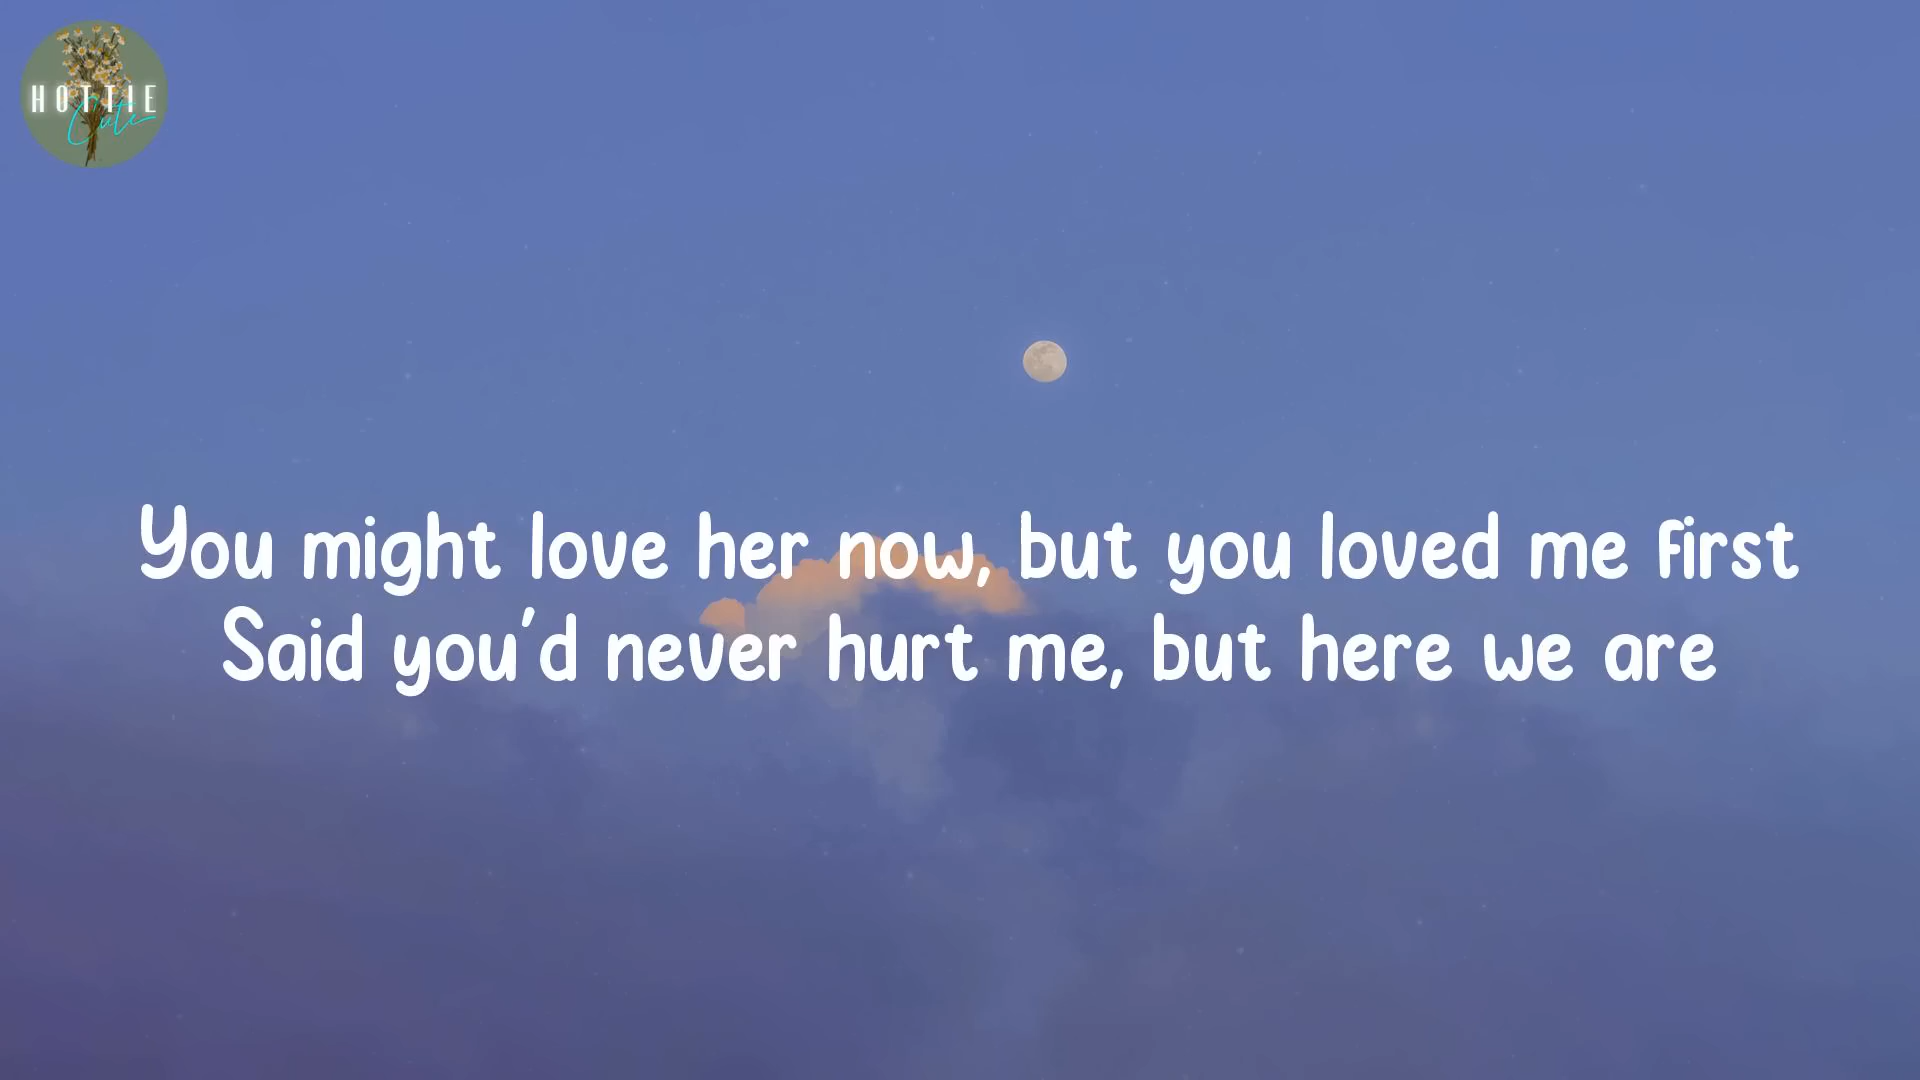 HOTTIE
Cute
You might love her now, but you loved me first
Said you'd never hurt me, but here we are